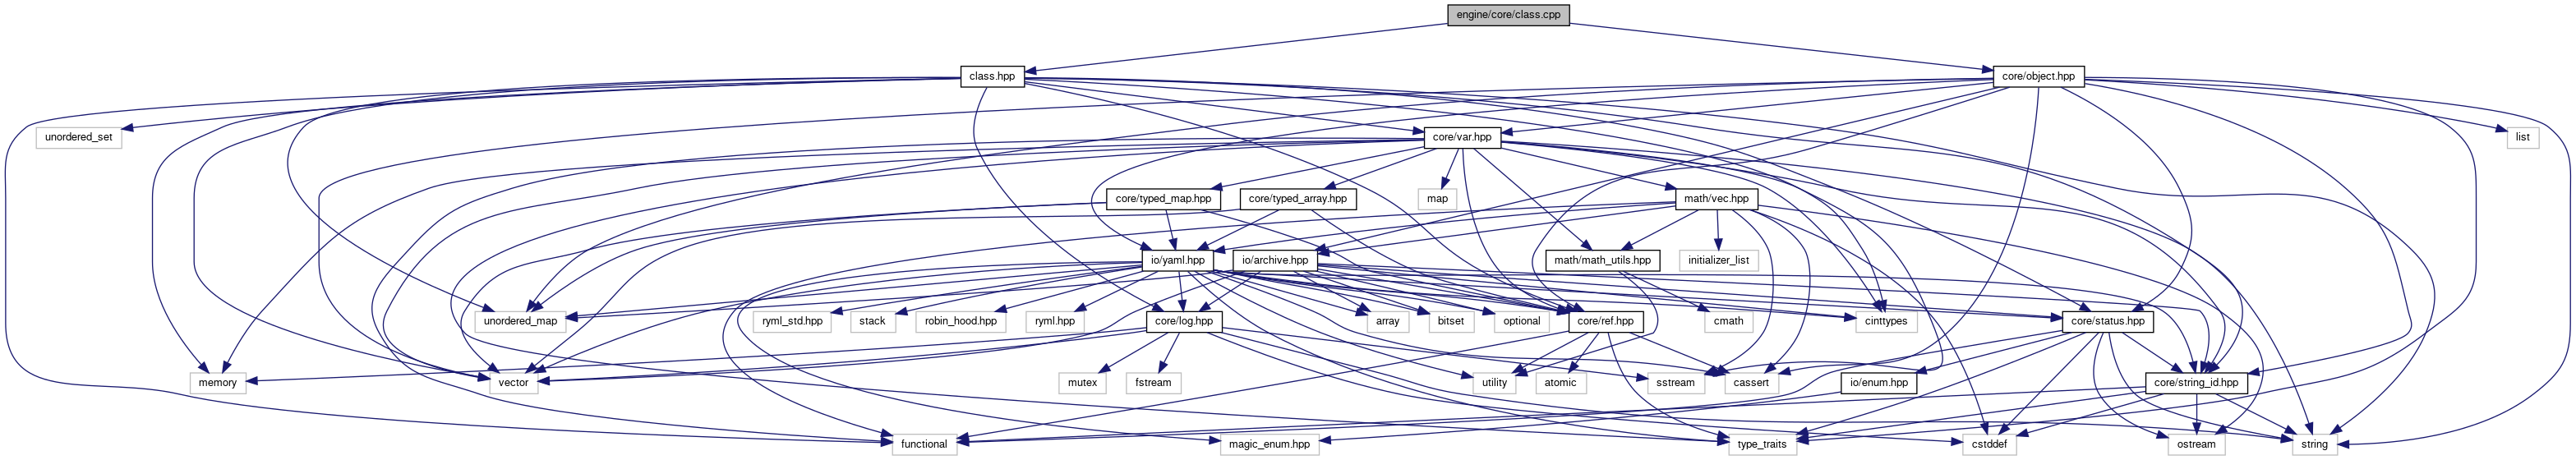 engine/core/class.cpp
class.hpp
core/object.hpp
unordered_set
core/var.hpp
list
core/typed_map.hpp
core/typed_array.hpp
map
math/vec.hpp
io/yaml.hpp
io/archive.hpp
math/math_utils.hpp
initializer_list
unordered_map
ryml_std.hpp
stack
robin_hood.hpp
ryml.hpp
core/log.hpp
array
bitset
optional
core/ref.hpp
cmath
cinttypes
core/status.hpp
memory
vector
mutex
fstream
utility
atomic
sstream
cassert
io/enum.hpp
core/string_id.hpp
functional
magic_enum.hpp
type_traits
cstddef
ostream
string